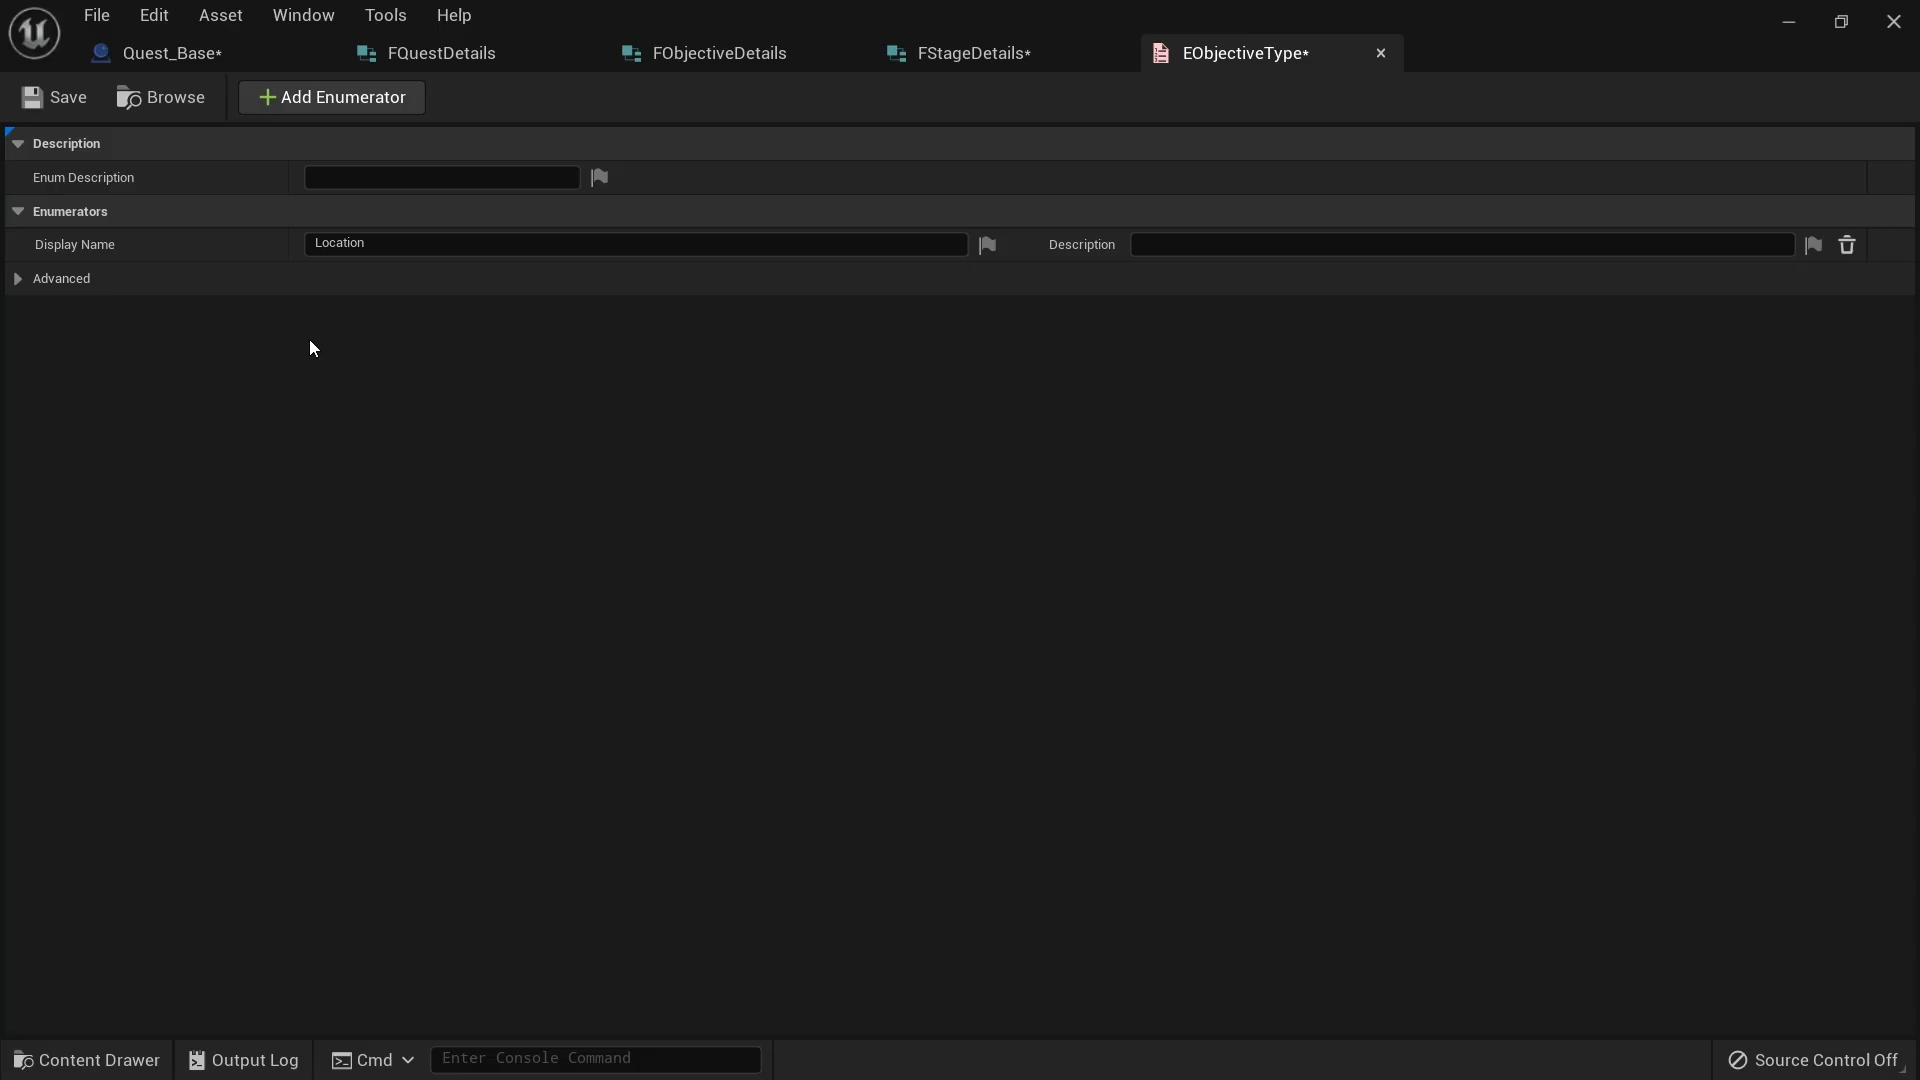 File Edit Asset Window Tools Help
Quest_Base* FQuestDetails FObjectiveDetails FStageDetails* EObjectiveType*
Save Browse Add Enumerator
Description
Enum Description
Enumerators
Display Name Location Description
Advanced
Content Drawer Output Log Cmd Enter Console Command Source Control Off